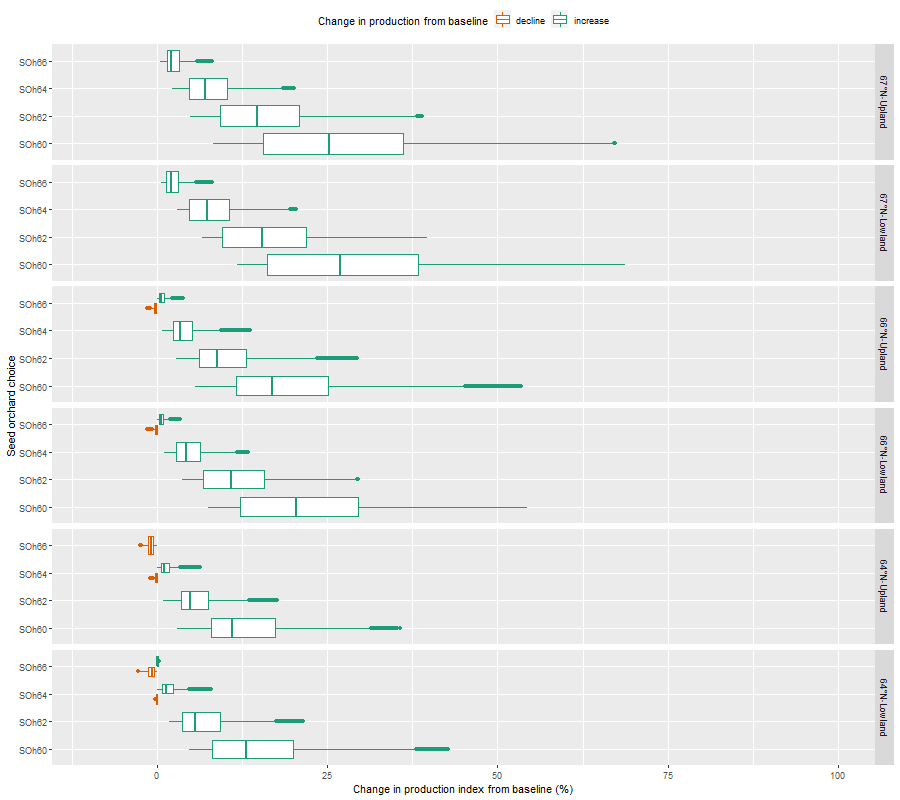 Change in production from baseline decline increase
SOh66
SOh64
SOh62
SOh60
67°N-Upland
SOh66
SOh64
SOh62
SOh60
67°N-Lowland
SOh66
SOh64
SOh62
SOh60
66°N-Upland
SOh66
SOh64
SOh62
SOh60
66°N-Lowland
SOh66
SOh64
SOh62
SOh60
64°N-Upland
SOh66
SOh64
SOh62
SOh60
64°N-Lowland
Seed orchard choice
0 25 50 75 100
Change in production index from baseline (%)